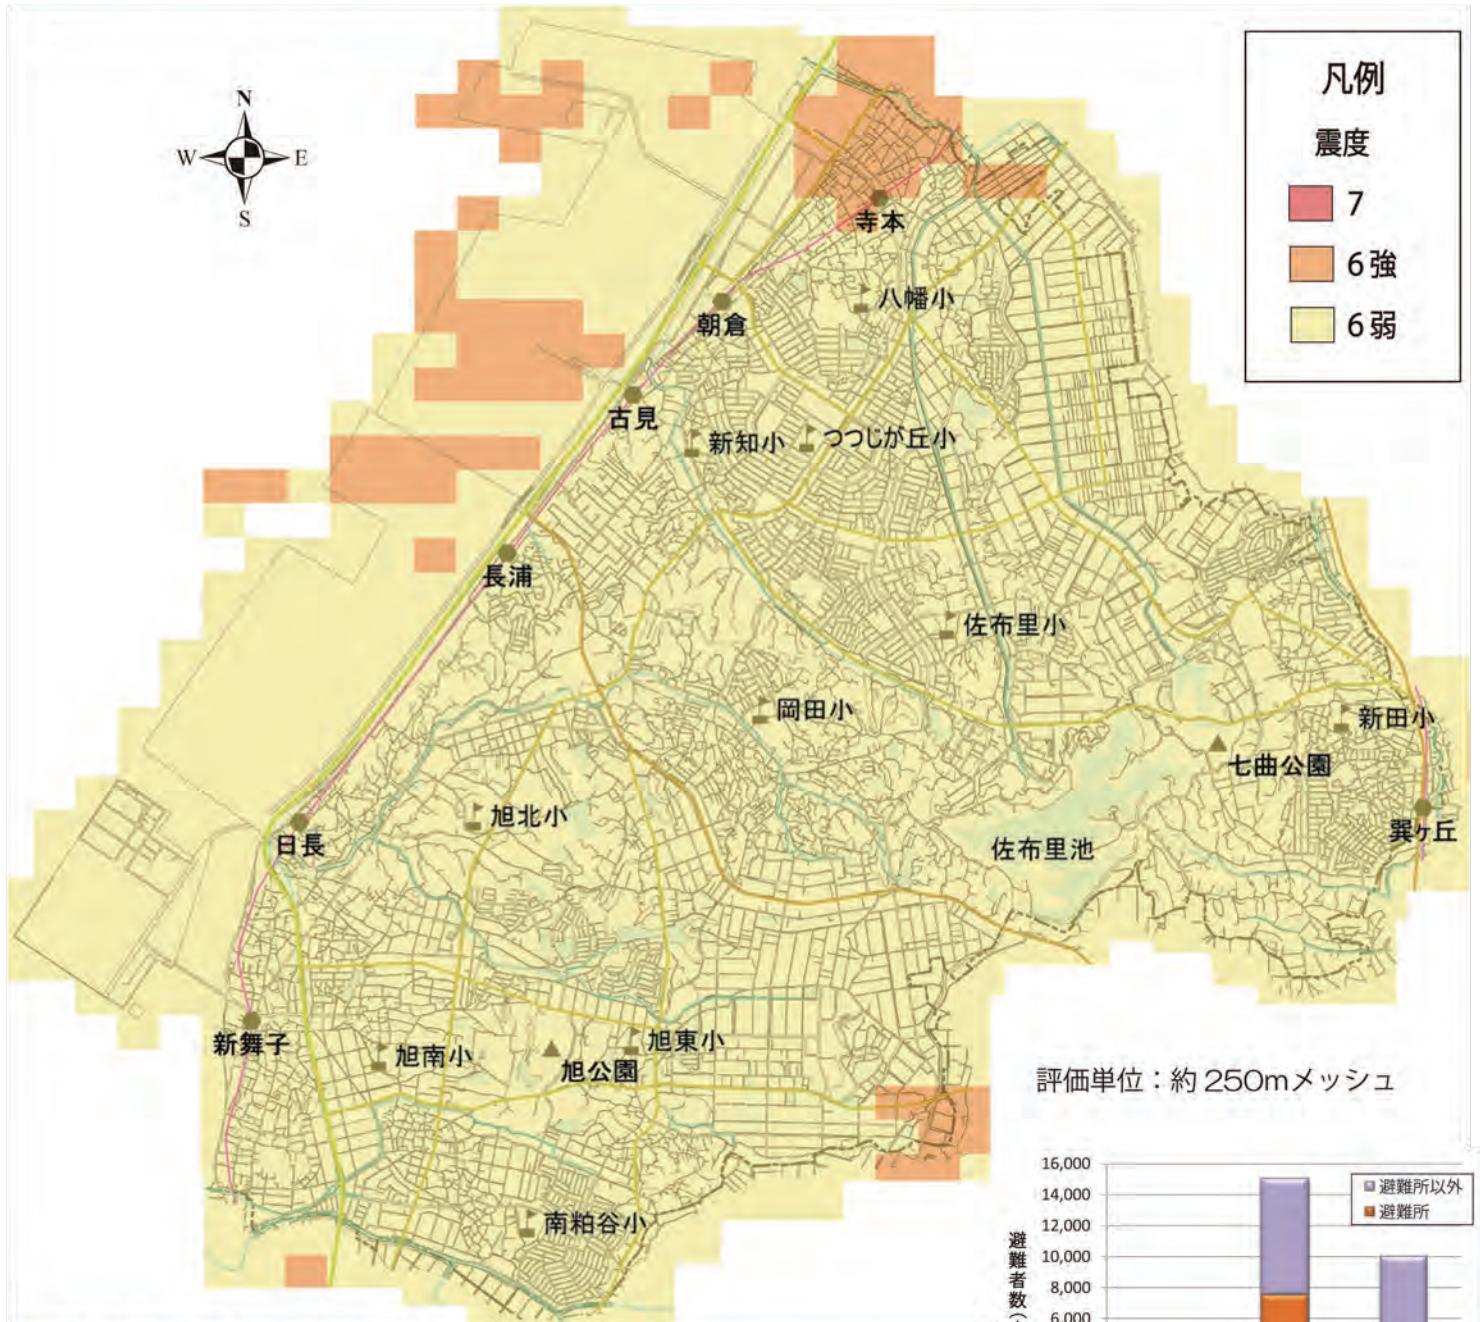 凡例
震度
7
6強
6弱
N
W
E
S
寺本
八幡小
朝倉
古見
新知小
つつじが丘小
長浦
佐布里小
岡田小
新田小
七曲公園
旭北小
佐布里池
巽ヶ丘
日長
新舞子
旭南小
旭公園
旭東小
南粕谷小
評価単位：約250mメッシュ
16,000
14,000
12,000
10,000
8,000
6,000
避難所以外
避難所
避難者数(